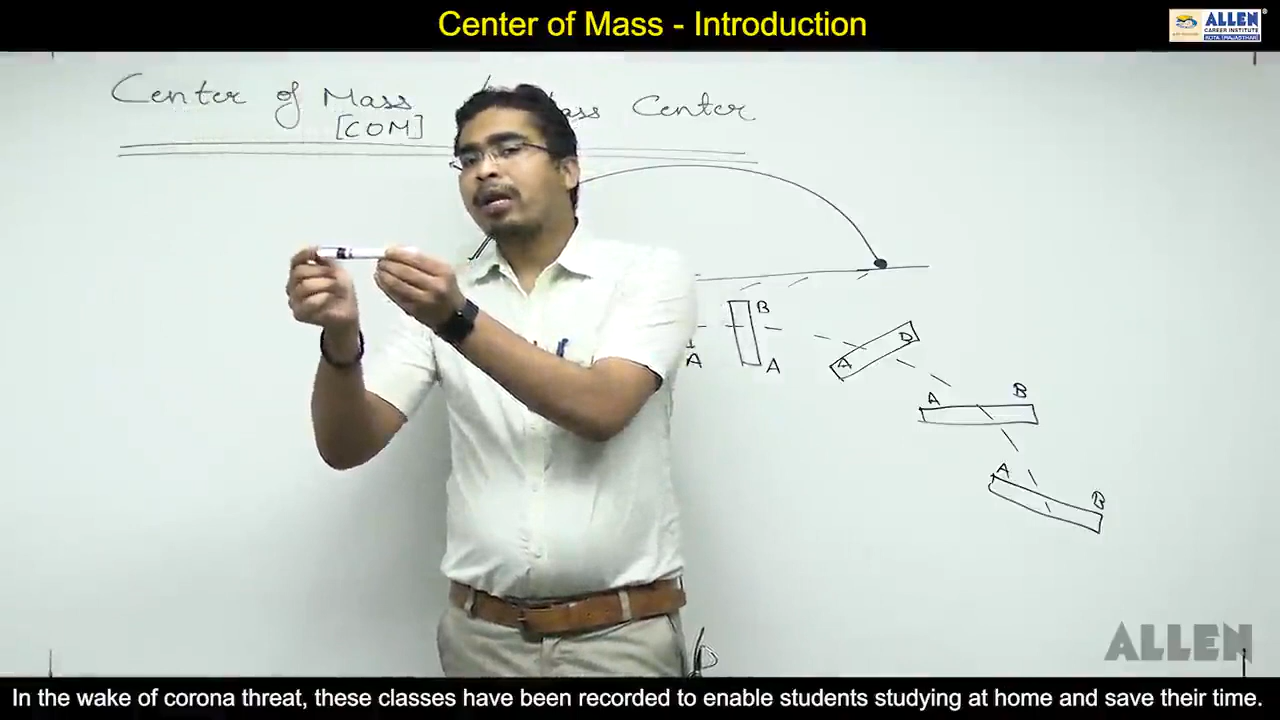 Center of Mass - Introduction
ALLEN
CAREER INSTITUTE
KOTA (RAJASTHAN)
Center of Mass / Mass Center
[COM]
B
A
A
A
B
A
B
A
B
ALLEN
In the wake of corona threat, these classes have been recorded to enable students studying at home and save their time.